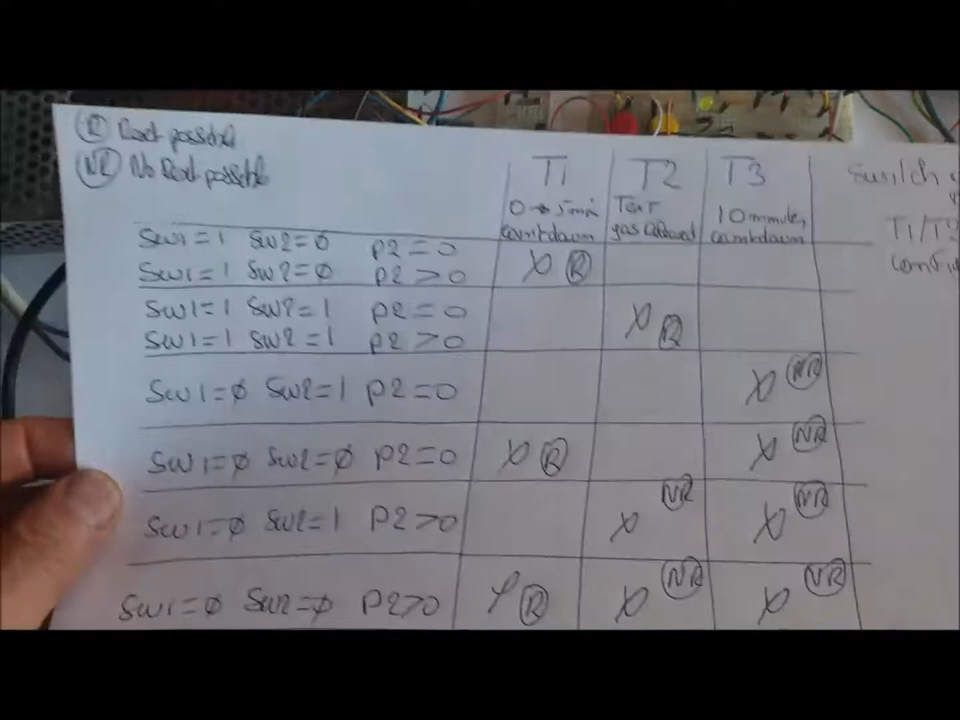 R Reset possible
NR No Reset possible
T1 T2 T3 Switch
0→5min Test 10 minutes T1/T2
countdown gas allowed countdown config
SW1=1 SW2=0 P2=0
SW1=1 SW2=0 P2>0 X R
SW1=1 SW2=1 P2=0
SW1=1 SW2=1 P2>0 X R
SW1=0 SW2=1 P2=0 X NR
SW1=0 SW2=0 P2=0 X R X NR
SW1=0 SW2=1 P2>0 X NR X NR
SW1=0 SW2=0 P2>0 X R X NR X NR